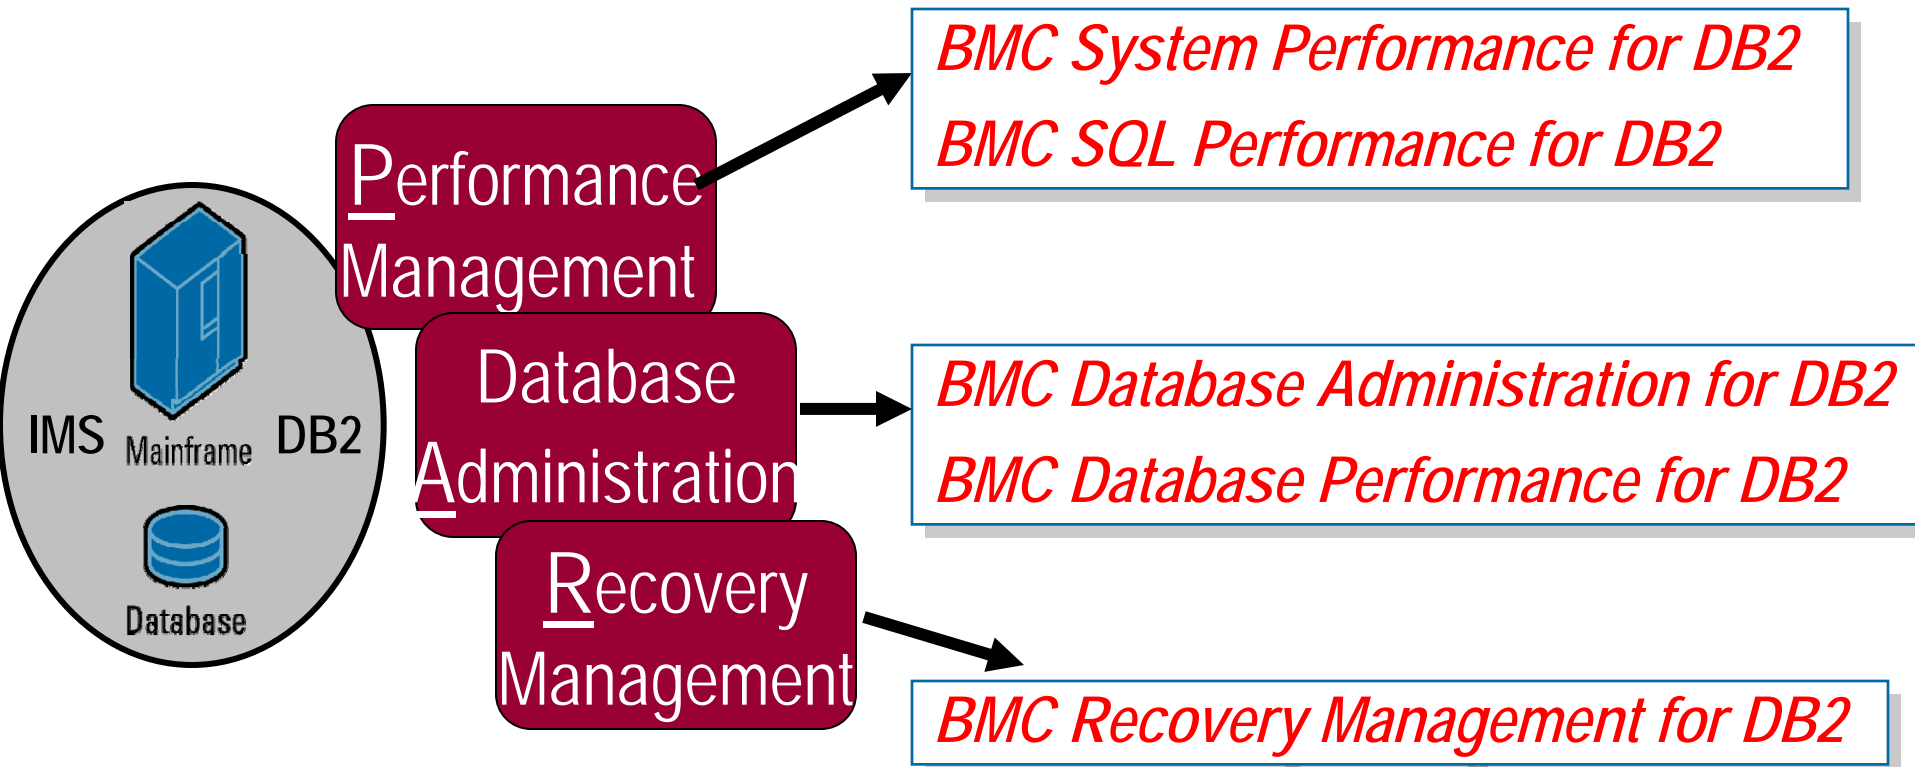 BMC System Performance for DB2
BMC SQL Performance for DB2
Performance
Management
IMS
Mainframe
DB2
Database
Database
Administration
BMC Database Administration for DB2
BMC Database Performance for DB2
Recovery
Management
BMC Recovery Management for DB2